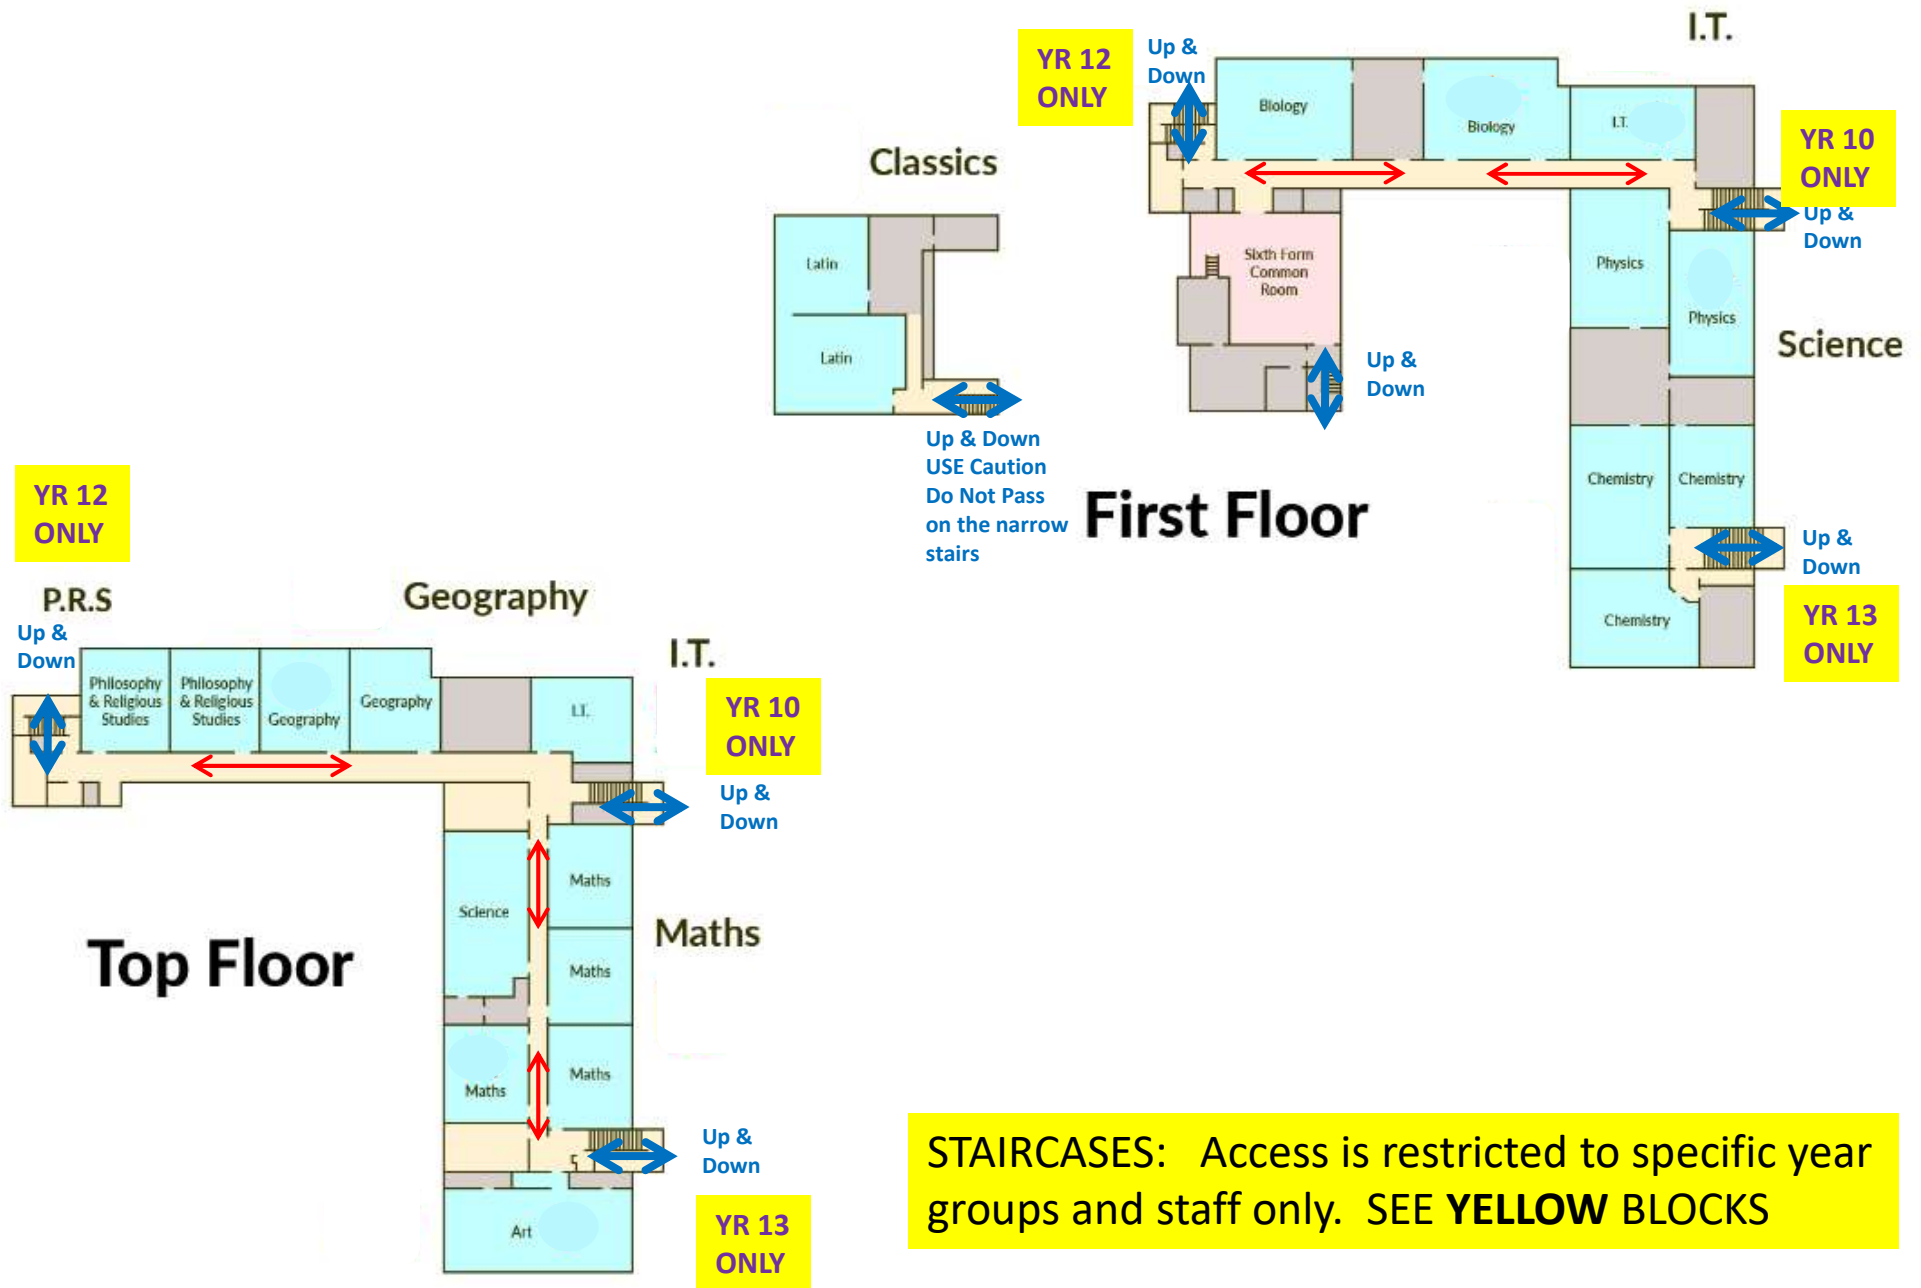 I.T.
YR 12
ONLY
Up &
Down
Biology
Biology
I.T.
YR 10
ONLY
Up &
Down
Classics
Latin
Latin
Up & Down
USE Caution
Do Not Pass
on the narrow
stairs
Sixth Form
Common
Room
Up &
Down
Physics
Physics
Science
First Floor
Chemistry
Chemistry
Up &
Down
Chemistry
YR 13
ONLY
YR 12
ONLY
P.R.S
Up &
Down
Geography
I.T.
Philosophy
& Religious
Studies
Philosophy
& Religious
Studies
Geography
Geography
I.T.
YR 10
ONLY
Up &
Down
Science
Maths
Maths
Top Floor
Maths
Maths
Maths
Up &
Down
Art
YR 13
ONLY
STAIRCASES:   Access is restricted to specific year
groups and staff only.  SEE YELLOW BLOCKS